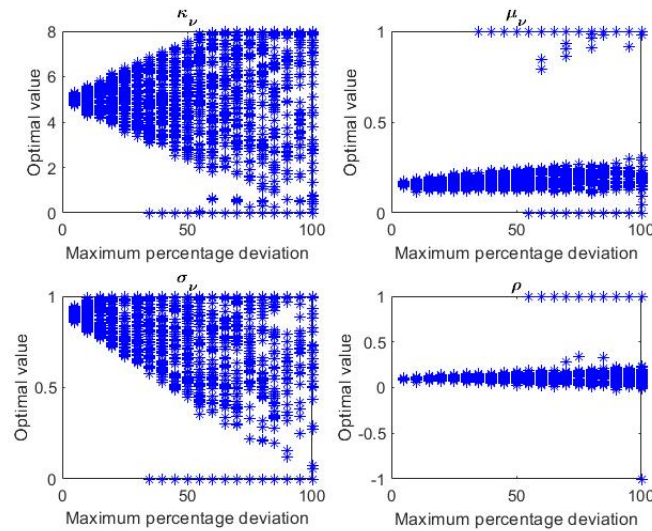 κν μν
8
6
4
2
0
Optimal value
0 50 100
Maximum percentage deviation
1
0.5
0
Optimal value
0 50 100
Maximum percentage deviation
σν ρ
1
0.5
0
Optimal value
0 50 100
Maximum percentage deviation
1
0.5
0
-0.5
-1
Optimal value
0 50 100
Maximum percentage deviation